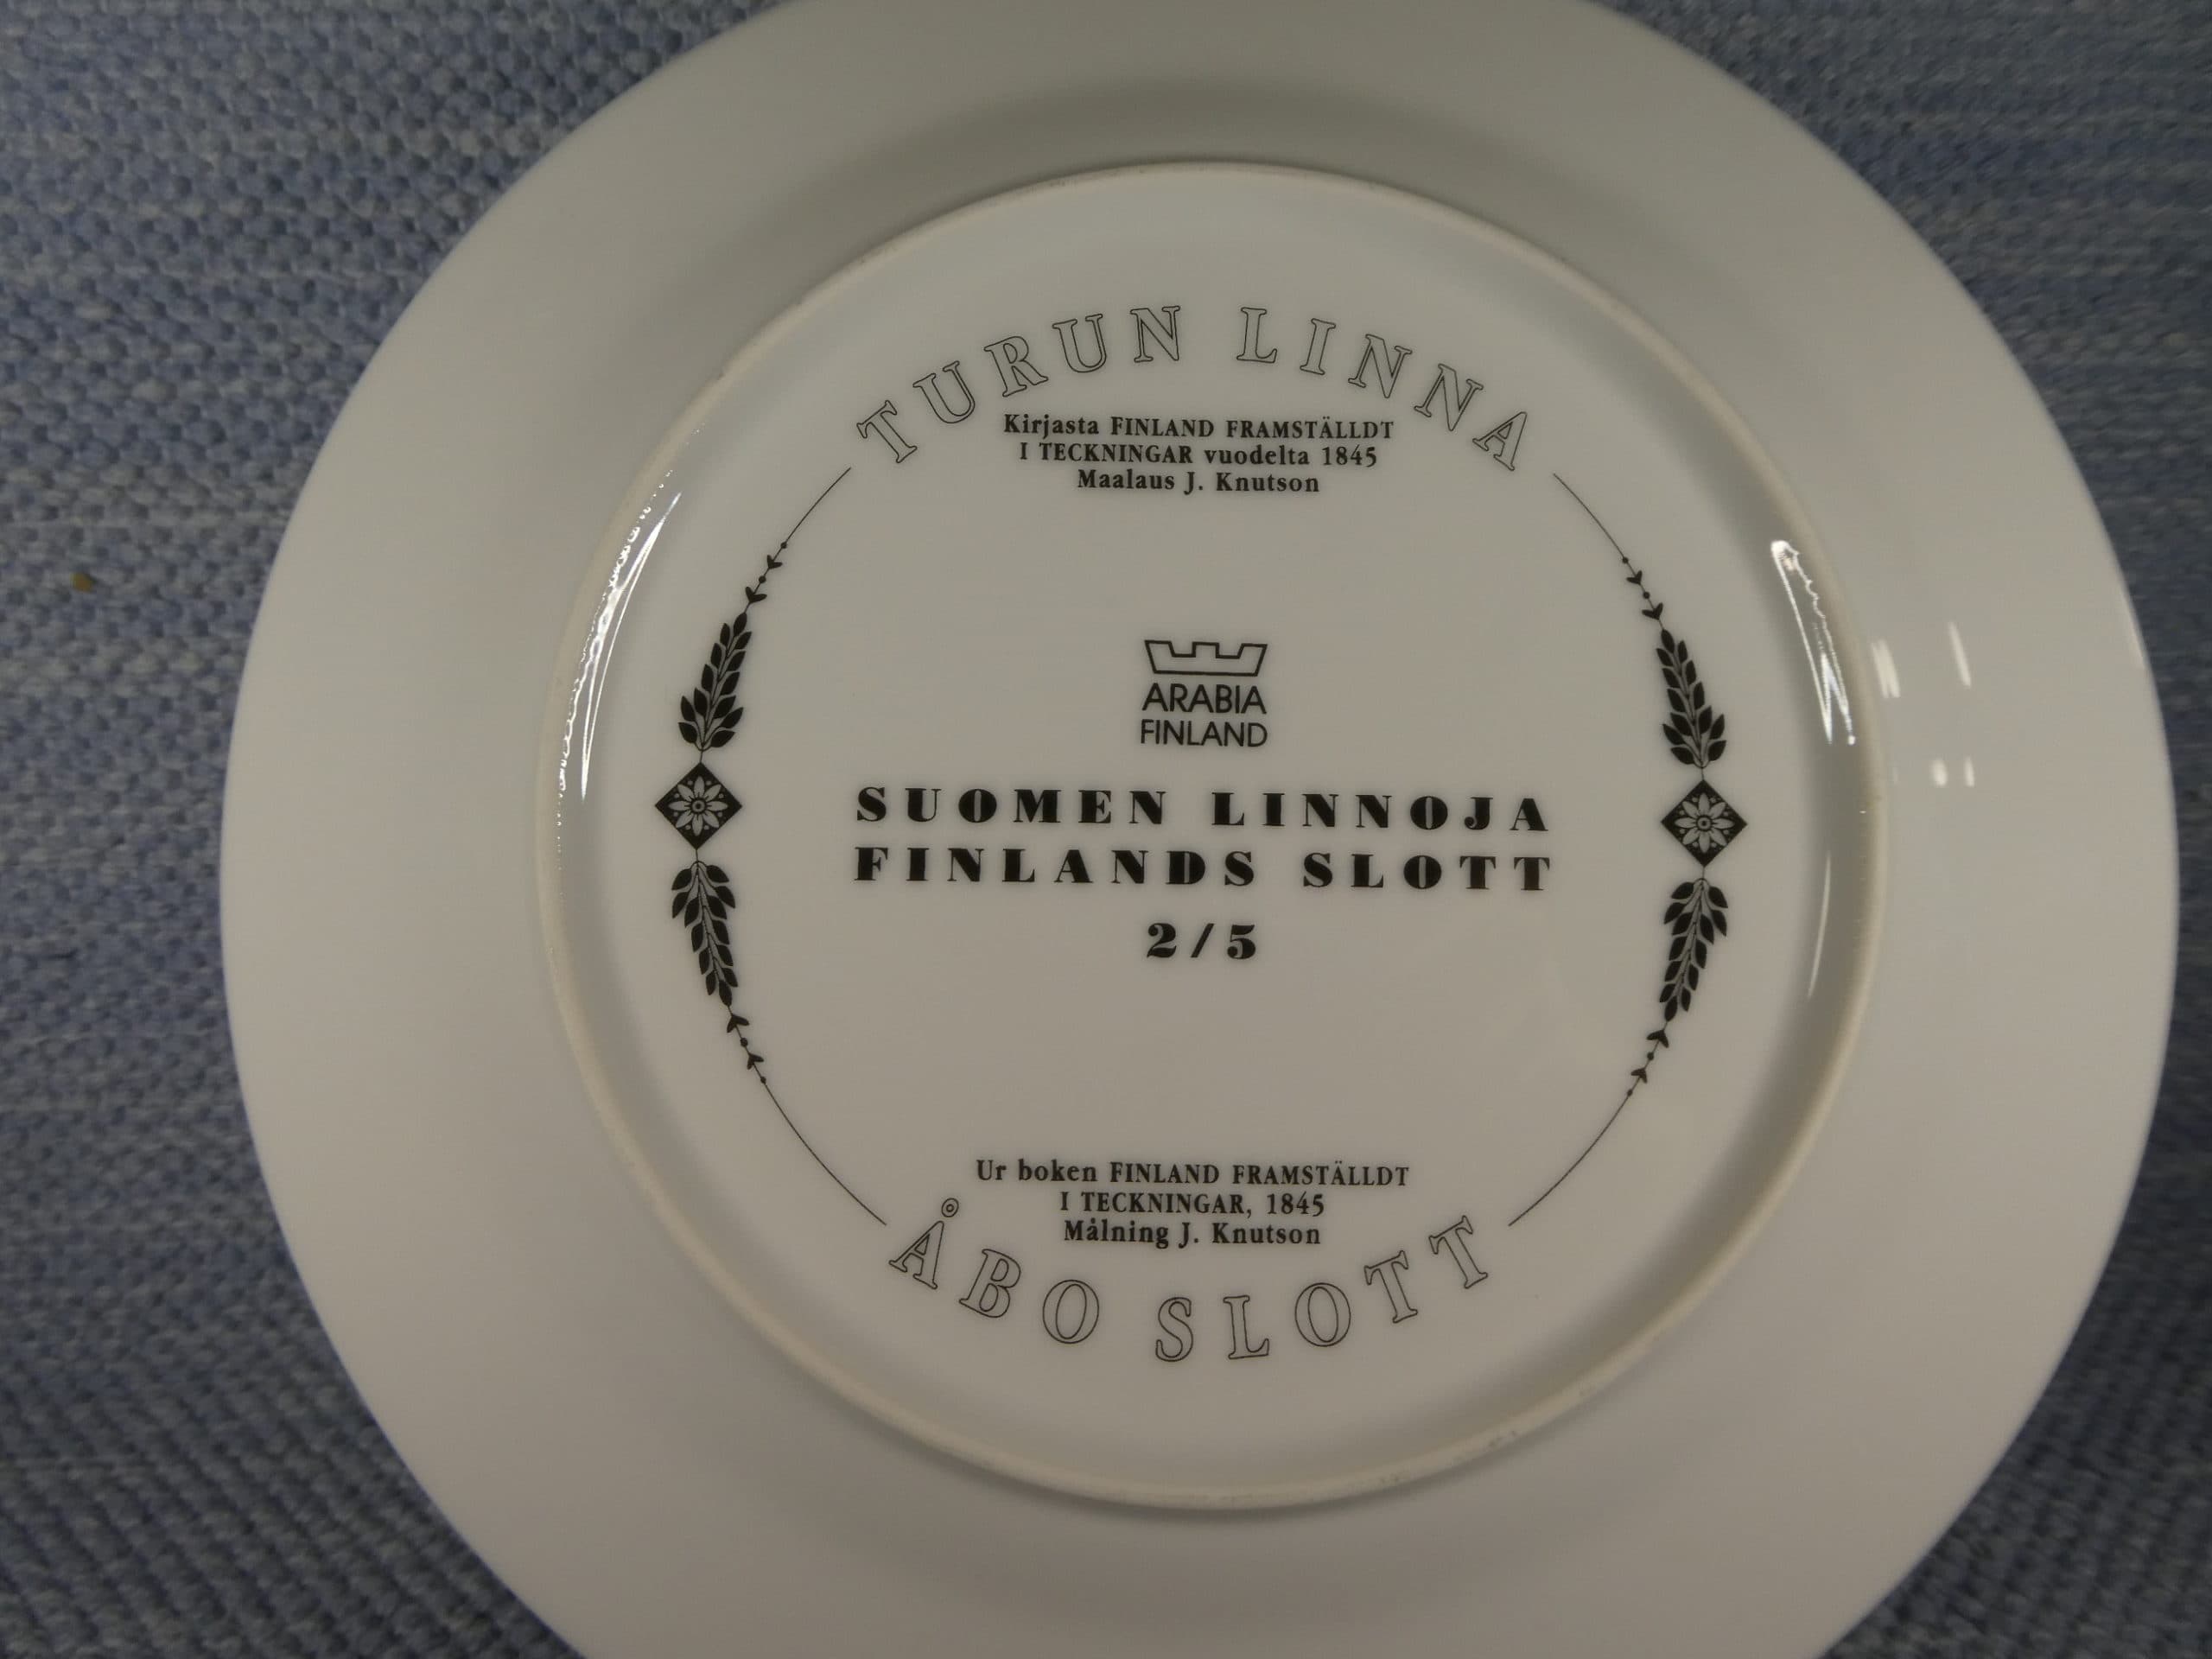 TURUN LINNA
Kirjasta FINLAND FRAMSTÄLLDT
I TECKNINGAR vuodelta 1845
Maalaus J. Knutson
ARABIA
FINLAND
SUOMEN LINNOJA
FINLANDS SLOTT
2/5
Ur boken FINLAND FRAMSTÄLLDT
I TECKNINGAR, 1845
Målning J. Knutson
ÅBO SLOTT